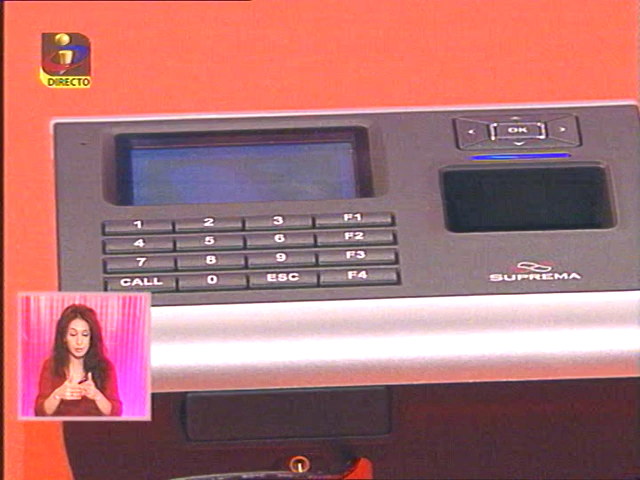 i
DIRECTO
< OK >
1 2 3 F1
4 5 6 F2
7 8 9 F3
CALL 0 ESC F4
SUPREMA